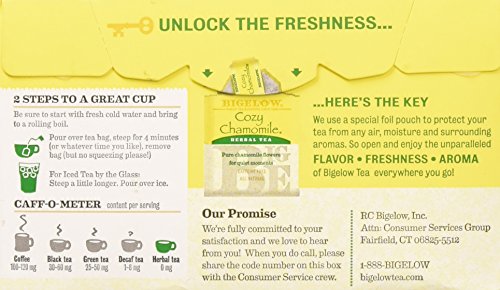 UNLOCK THE FRESHNESS...
2 STEPS TO A GREAT CUP
Be sure to start with fresh cold water and bring
to a rolling boil.
Pour over tea bag, steep for 4 minutes
(or whatever time you like), remove
bag (no squeezing please!)
For Iced Tea by the Glass:
Steep a little longer. Pour over ice.
CAFF-O-METER content per serving
Coffee
100-120 mg
Black tea
30-60 mg
Green tea
25-50 mg
Decaf tea
1-8 mg
Herbal tea
0 mg
BIGELOW
Cozy
Chamomile
HERBAL TEA
Pure chamomile flowers
for quiet moments
CAFFEINE FREE
ALL NATURAL
...HERE'S THE KEY
We use a special foil pouch to protect your
tea from any air, moisture and surrounding
aromas. So open and enjoy the unparalleled
FLAVOR • FRESHNESS • AROMA
of Bigelow Tea everywhere you go!
Our Promise
We're fully committed to your
satisfaction and we love to hear
from you! When you do call, please
share the code number on this box
with the Consumer Service crew.
RC Bigelow, Inc.
Attn: Consumer Services Group
Fairfield, CT 06825-5512
1-888-BIGELOW
bigelowtea.com